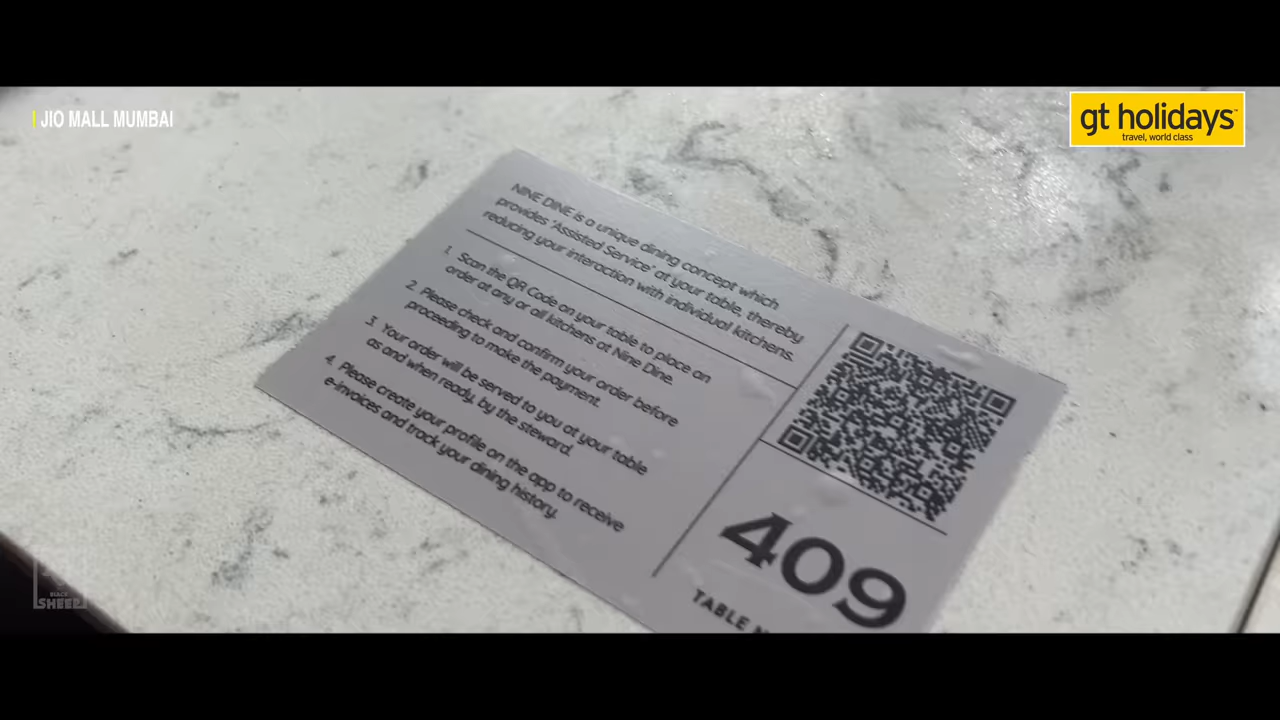 JIO MALL MUMBAI
gt holidays
travel, world class
NINE DINE is a unique dining concept which
provides 'Assisted Service' at your table, thereby
reducing your interaction with individual kitchens.
1. Scan the QR Code on your table to place an
order at any or all kitchens at Nine Dine.
2. Please check and confirm your order before
proceeding to make the payment.
3. Your order will be served to you at your table
as and when ready, by the steward.
4. Please create your profile on the app to receive
e-invoices and track your dining history.
409
TABLE
BLACK
SHEEP